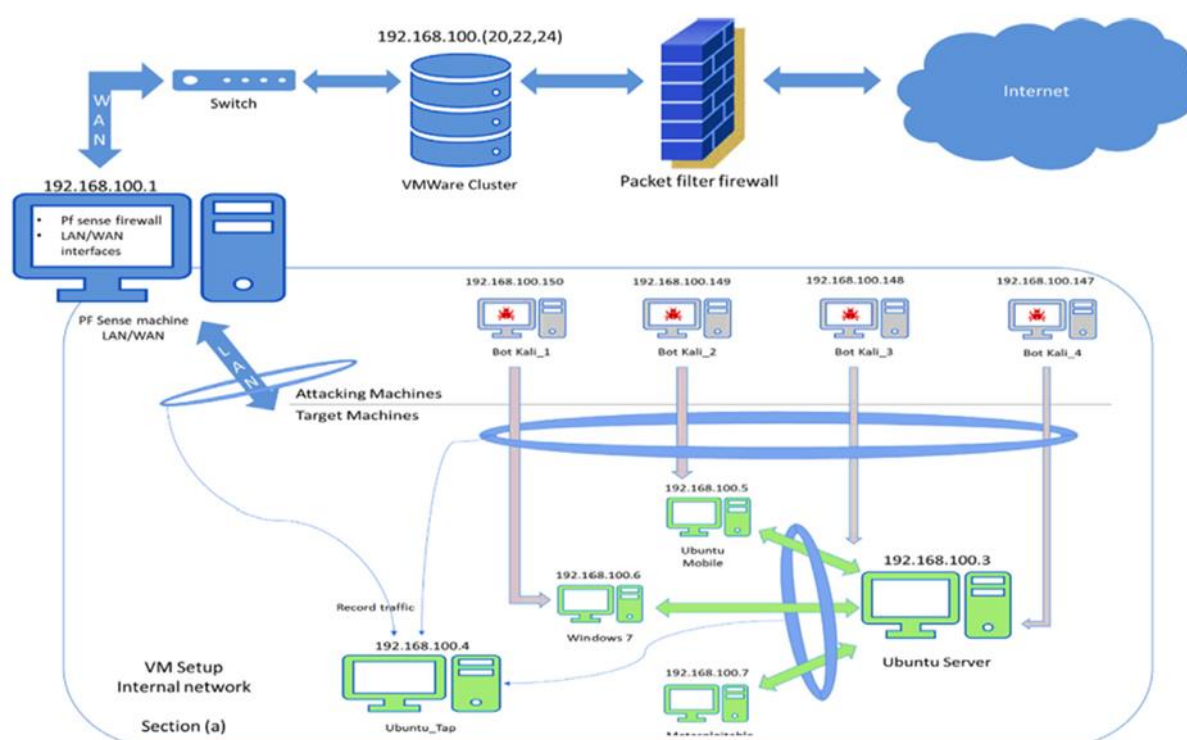 192.168.100.(20,22,24)
WAN
Switch
VMWare Cluster
Packet filter firewall
Internet
192.168.100.1
• Pf sense firewall
• LAN/WAN
interfaces
PF Sense machine
LAN/WAN
LAN
192.168.100.150
192.168.100.149
192.168.100.148
192.168.100.147
Bot Kali_1
Bot Kali_2
Bot Kali_3
Bot Kali_4
Attacking Machines
Target Machines
192.168.100.5
Ubuntu
Mobile
192.168.100.3
Ubuntu Server
192.168.100.6
Windows 7
Record traffic
192.168.100.4
Ubuntu_Tap
192.168.100.7
VM Setup
Internal network
Section (a)